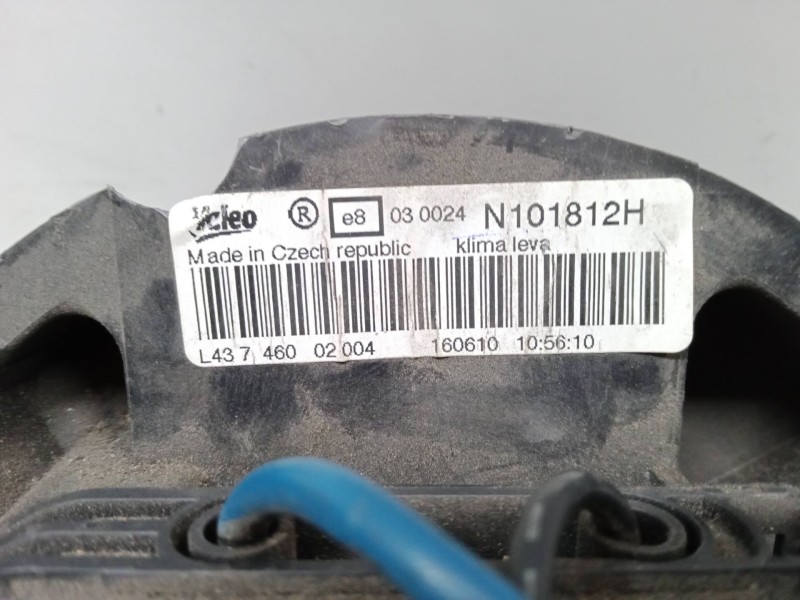 Valeo ® e8 03 0024 N101812H
Made in Czech republic klima leva
L43 7 460 02 004 160610 10:56:10